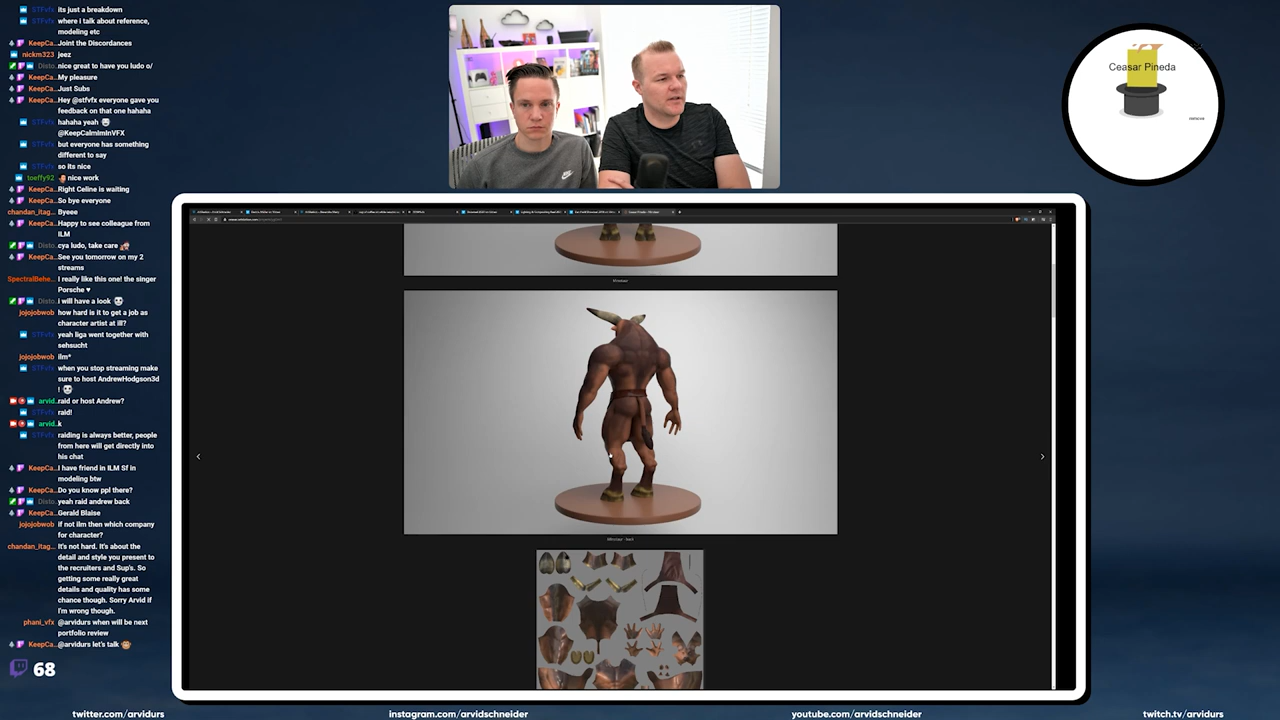 STFvfx its just a breakdown
STFvfx where i talk about reference,
modeling etc
KeepCa... Joint the Discordances
nickm323 jeez
Disto. nice great to have you ludo o/
KeepCa... My pleasure
KeepCa... Just Subs
KeepCa... Hey @stfvfx everyone gave you
feedback on that one hahaha
STFvfx hahaha yeah
@KeepCalmImInVFX
STFvfx but everyone has something
different to say
STFvfx so its nice
toeffy92 nice work
KeepCa... Right Celine is waiting
KeepCa... So bye everyone
chandan_itag... Byeee
KeepCa... Happy to see colleague from
ILM
Disto. cya ludo, take care
KeepCa... See you tomorrow on my 2
streams
SpectralBehe... I really like this one! the singer
Porsche ♥
Disto. I will have a look
jojojobwob how hard is it to get a job as
character artist at ill?
STFvfx yeah liga went together with
sehsucht
jojojobwob ilm*
STFvfx when you stop streaming make
sure to host AndrewHodgson3d
!
arvid. raid or host Andrew?
STFvfx raid!
arvid. k
STFvfx raiding is always better, people
from here will get directly into
his chat
KeepCa... I have friend in ILM Sf in
modeling btw
KeepCa... Do you know ppl there?
Disto. yeah raid andrew back
KeepCa... Gerald Blaise
jojojobwob if not ilm then which company
for character?
chandan_itag... It's not hard. It's about the
detail and style you present to
the recruiters and Sup's. So
getting some really great
details and quality has some
chance though. Sorry Arvid if
I'm wrong though.
phani_vfx @arvidurs when will be next
portfolio review
KeepCa... @arvidurs let's talk
68
Ceasar Pineda
Minotaur
Minotaur - back
twitter.com/arvidurs
instagram.com/arvidschneider
youtube.com/arvidschneider
twitch.tv/arvidurs